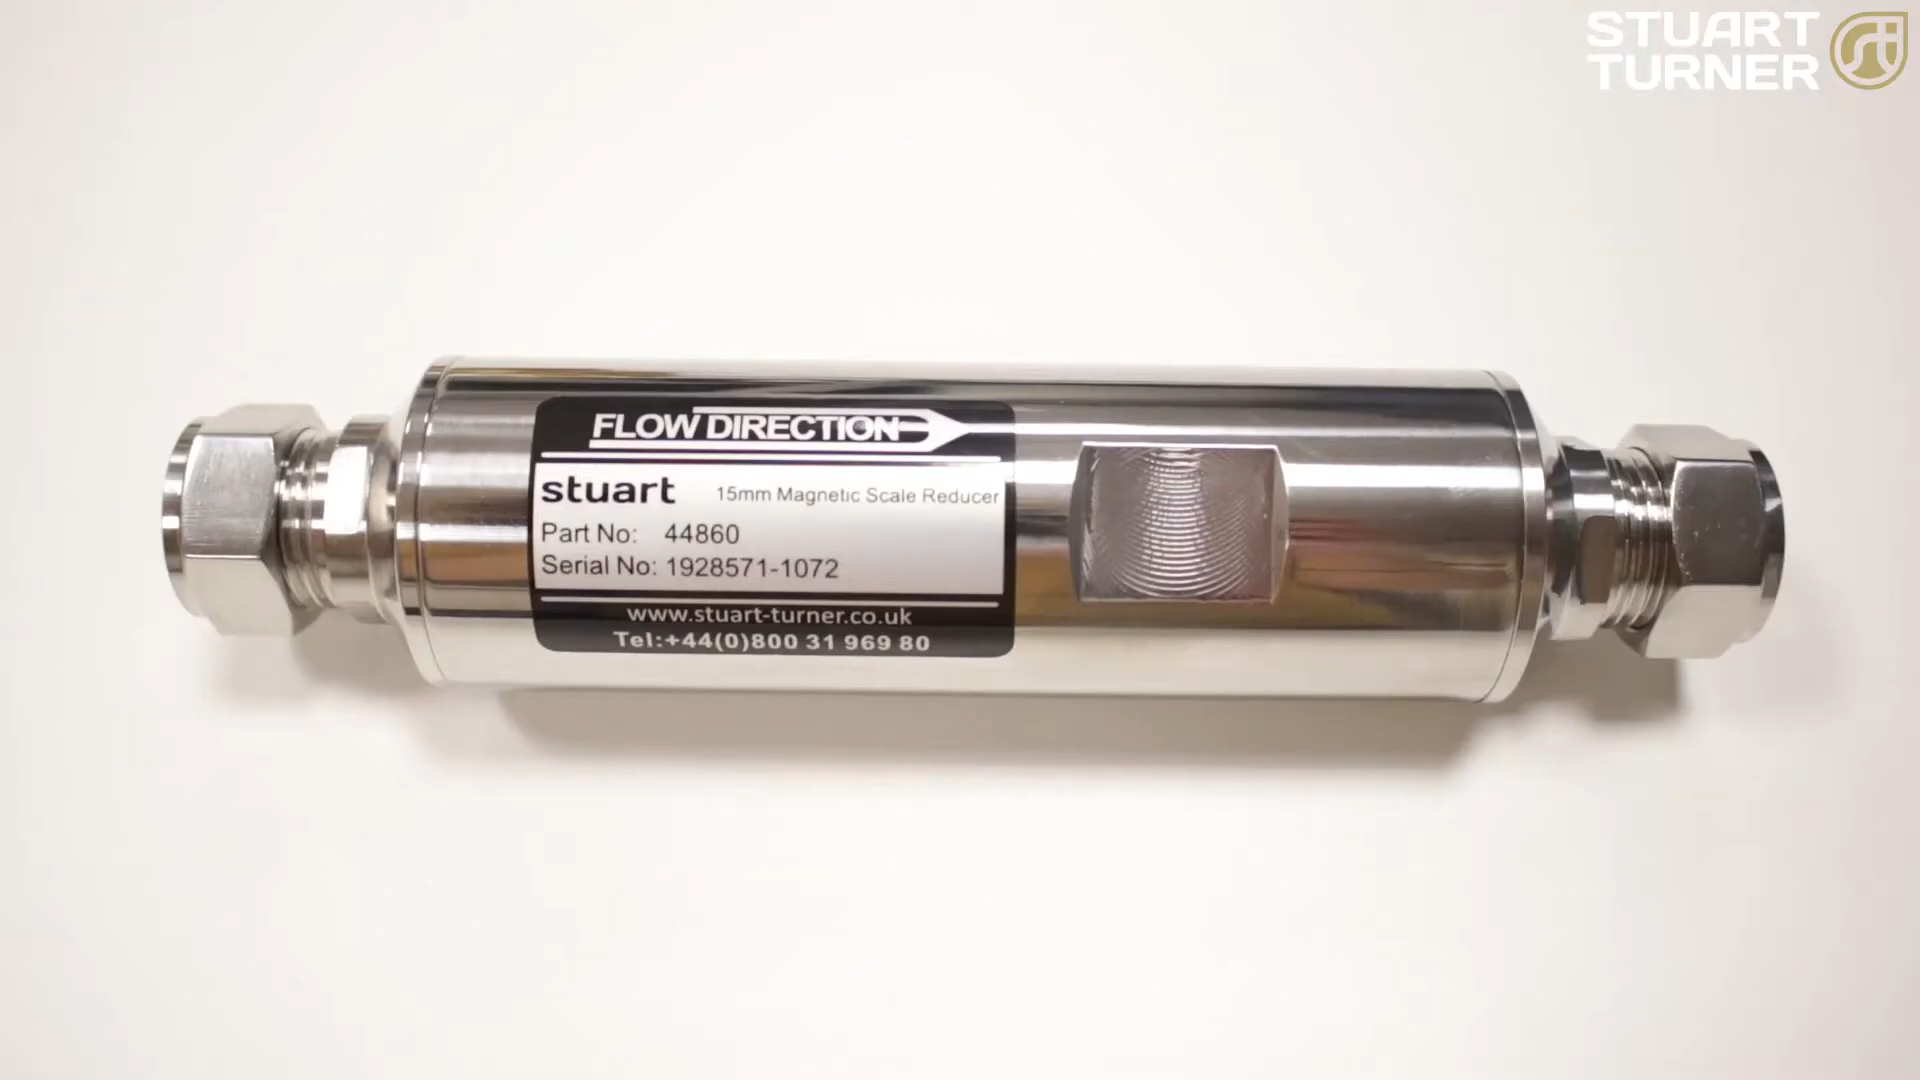 STUART
TURNER
FLOW DIRECTION
stuart 15mm Magnetic Scale Reducer
Part No: 44860
Serial No: 1928571-1072
www.stuart-turner.co.uk
Tel:+44(0)800 31 969 80